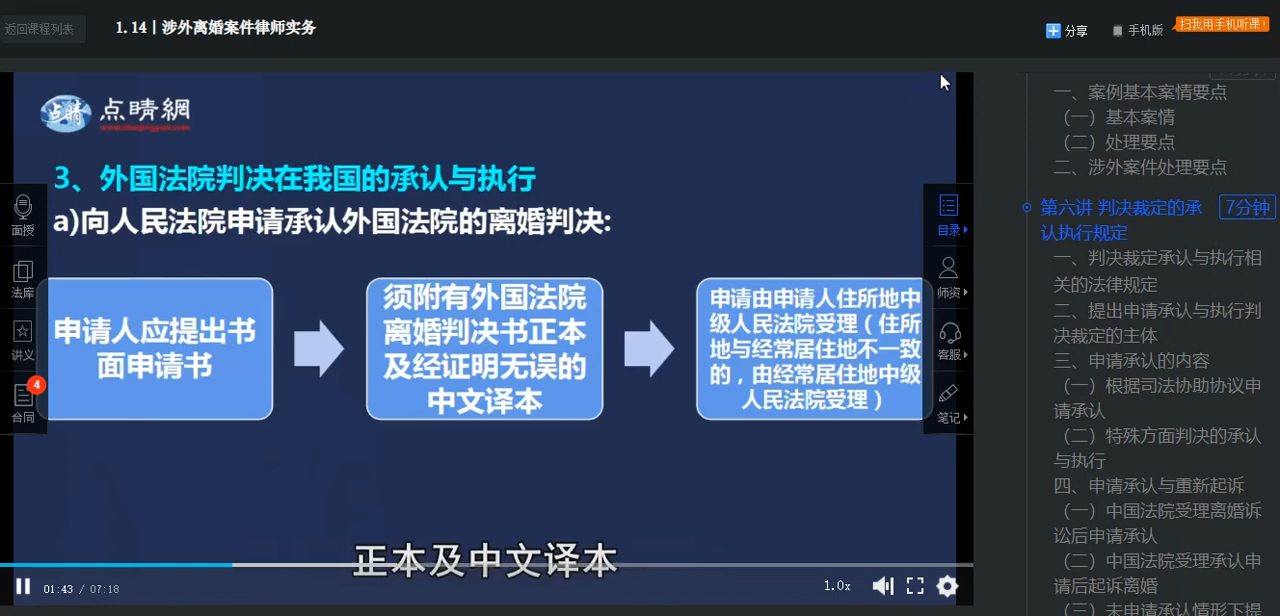 返回课程列表
1.14丨涉外离婚案件律师实务
分享
手机版
扫我用手机听课!
点睛
点睛網
3、外国法院判决在我国的承认与执行
a)向人民法院申请承认外国法院的离婚判决:
申请人应提出书
面申请书
须附有外国法院
离婚判决书正本
及经证明无误的
中文译本
申请由申请人住所地中
级人民法院受理（住所
地与经常居住地不一致
的，由经常居住地中级
人民法院受理）
正本及中文译本
面授
法库
讲义
4
合同
目录
师资
客服
笔记
01:43 / 07:18
1.0x
一、案例基本案情要点
（一）基本案情
（二）处理要点
二、涉外案件处理要点
第六讲 判决裁定的承
认执行规定
7分钟
一、判决裁定承认与执行相
关的法律规定
二、提出申请承认与执行判
决裁定的主体
三、申请承认的内容
（一）根据司法协助协议申
请承认
（二）特殊方面判决的承认
与执行
四、申请承认与重新起诉
（一）中国法院受理离婚诉
讼后申请承认
（二）中国法院受理承认申
请后起诉离婚
（三）未申请承认情形下提